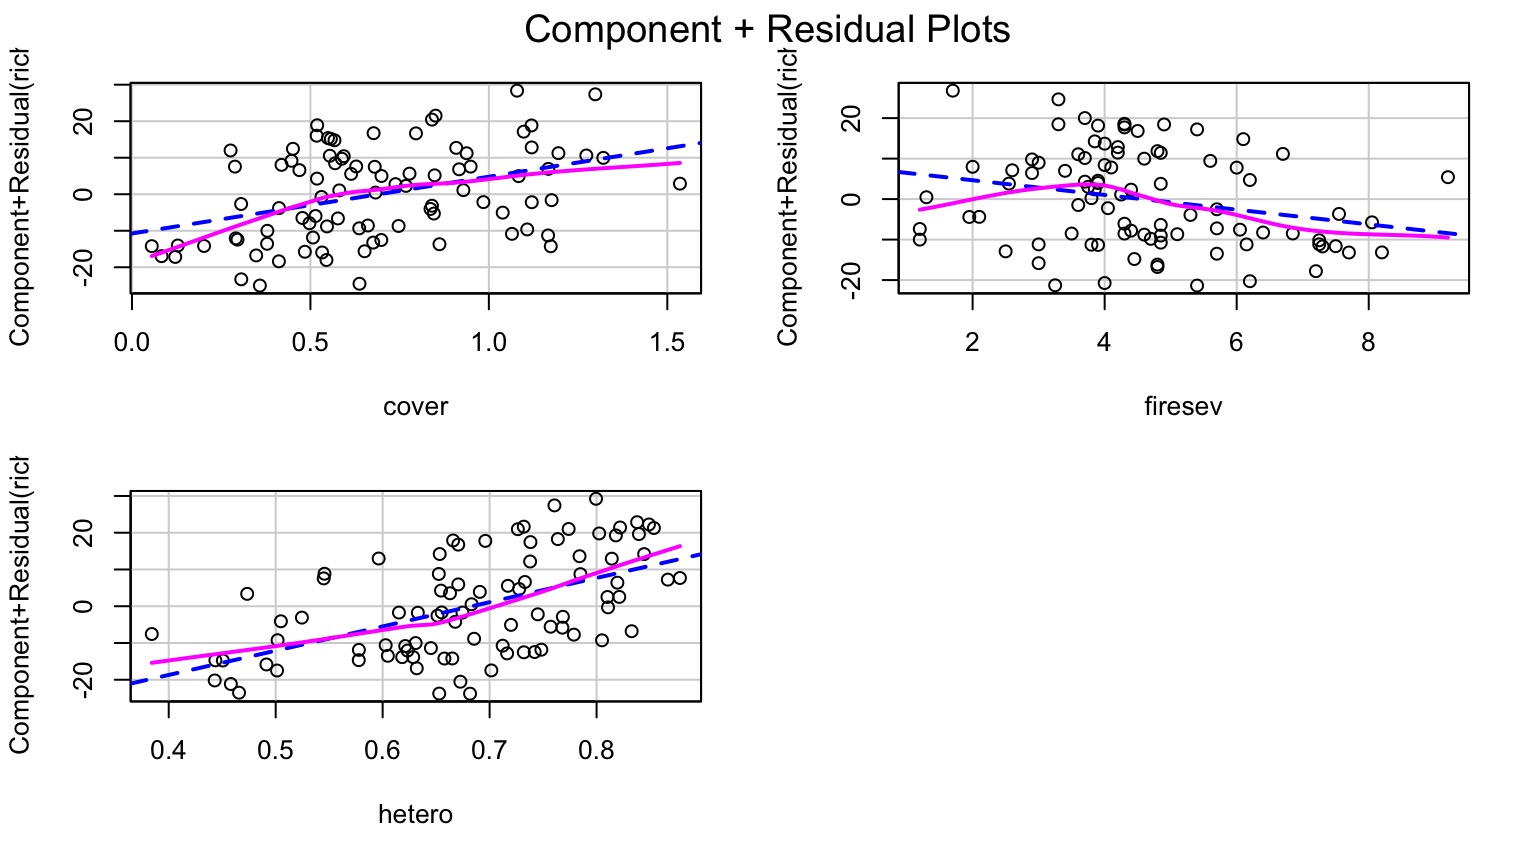 Component + Residual Plots
Component+Residual(rich
20
0
-20
0.0 0.5 1.0 1.5
cover
Component+Residual(rich
20
0
-20
2 4 6 8
firesev
Component+Residual(rich
20
0
-20
0.4 0.5 0.6 0.7 0.8
hetero